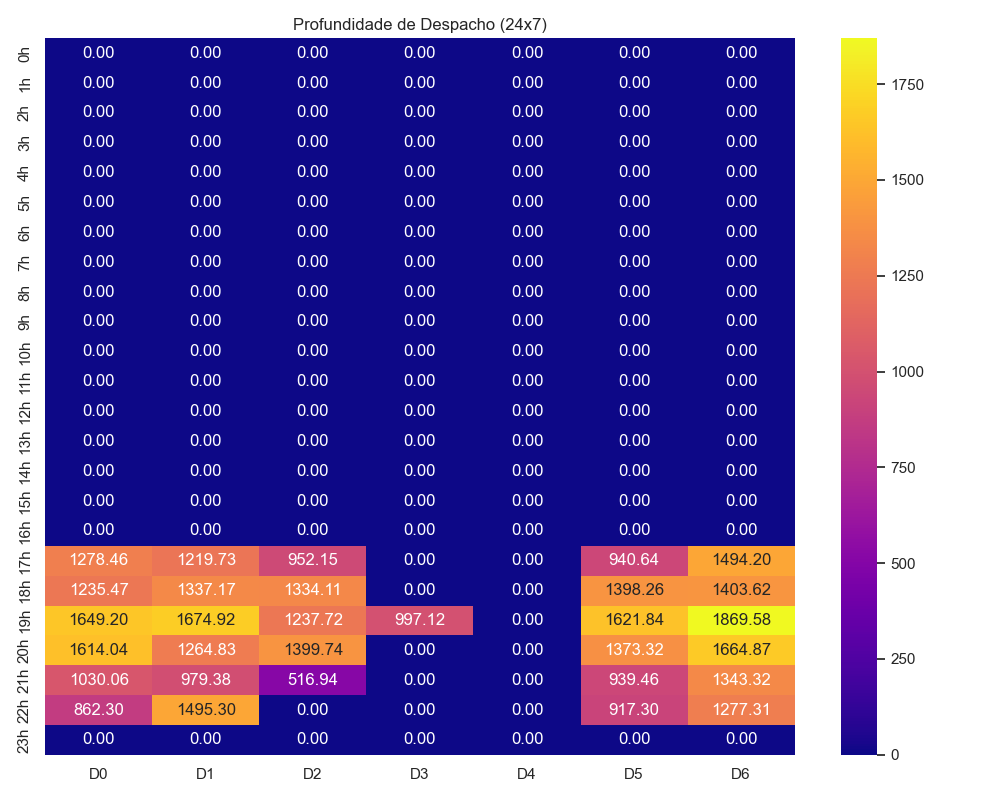 Profundidade de Despacho (24x7)
0h 0.00 0.00 0.00 0.00 0.00 0.00 0.00
1h 0.00 0.00 0.00 0.00 0.00 0.00 0.00
2h 0.00 0.00 0.00 0.00 0.00 0.00 0.00
3h 0.00 0.00 0.00 0.00 0.00 0.00 0.00
4h 0.00 0.00 0.00 0.00 0.00 0.00 0.00
5h 0.00 0.00 0.00 0.00 0.00 0.00 0.00
6h 0.00 0.00 0.00 0.00 0.00 0.00 0.00
7h 0.00 0.00 0.00 0.00 0.00 0.00 0.00
8h 0.00 0.00 0.00 0.00 0.00 0.00 0.00
9h 0.00 0.00 0.00 0.00 0.00 0.00 0.00
10h 0.00 0.00 0.00 0.00 0.00 0.00 0.00
11h 0.00 0.00 0.00 0.00 0.00 0.00 0.00
12h 0.00 0.00 0.00 0.00 0.00 0.00 0.00
13h 0.00 0.00 0.00 0.00 0.00 0.00 0.00
14h 0.00 0.00 0.00 0.00 0.00 0.00 0.00
15h 0.00 0.00 0.00 0.00 0.00 0.00 0.00
16h 0.00 0.00 0.00 0.00 0.00 0.00 0.00
17h 1278.46 1219.73 952.15 0.00 0.00 940.64 1494.20
18h 1235.47 1337.17 1334.11 0.00 0.00 1398.26 1403.62
19h 1649.20 1674.92 1237.72 997.12 0.00 1621.84 1869.58
20h 1614.04 1264.83 1399.74 0.00 0.00 1373.32 1664.87
21h 1030.06 979.38 516.94 0.00 0.00 939.46 1343.32
22h 862.30 1495.30 0.00 0.00 0.00 917.30 1277.31
23h 0.00 0.00 0.00 0.00 0.00 0.00 0.00
D0 D1 D2 D3 D4 D5 D6
1750
1500
1250
1000
750
500
250
0